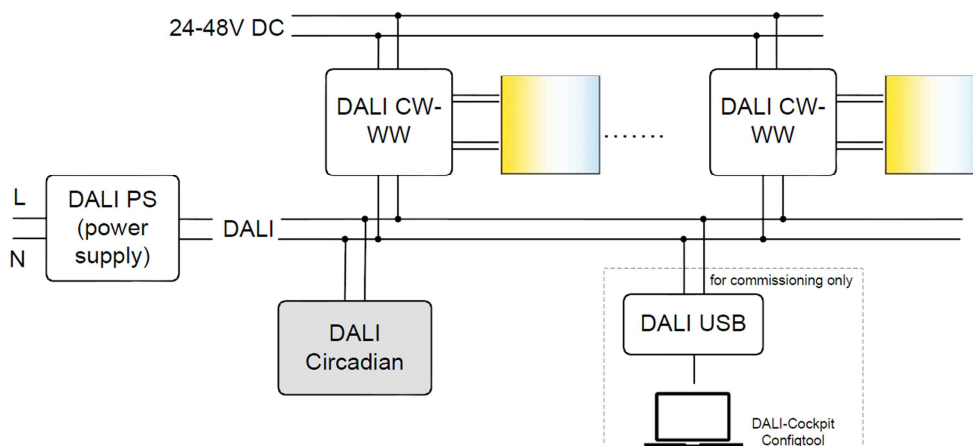 24-48V DC
DALI CW-
WW
DALI CW-
WW
L
N
DALI PS
(power
supply)
DALI
DALI
Circadian
for commissioning only
DALI USB
DALI-Cockpit
Configtool